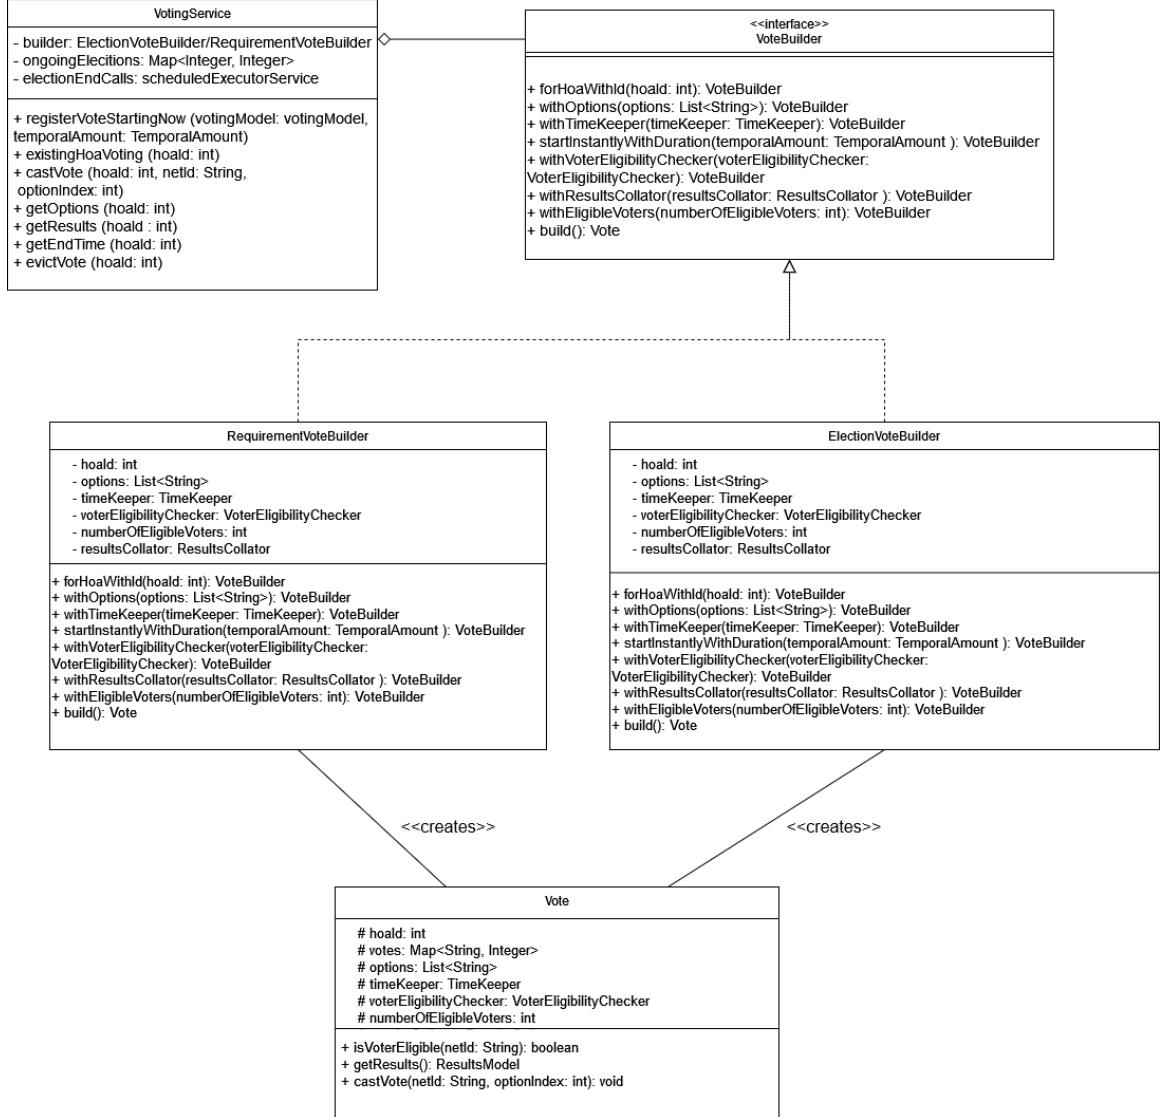 VotingService
- builder: ElectionVoteBuilder/RequirementVoteBuilder
- ongoingElecitions: Map<Integer, Integer>
- electionEndCalls: scheduledExecutorService
+ registerVoteStartingNow (votingModel: votingModel,
temporalAmount: TemporalAmount)
+ existingHoaVoting (hoaId: int)
+ castVote (hoaId: int, netId: String,
optionIndex: int)
+ getOptions (hoaId: int)
+ getResults (hoaId : int)
+ getEndTime (hoaId: int)
+ evictVote (hoaId: int)
<<interface>>
VoteBuilder
+ forHoaWithId(hoaId: int): VoteBuilder
+ withOptions(options: List<String>): VoteBuilder
+ withTimeKeeper(timeKeeper: TimeKeeper): VoteBuilder
+ startInstantlyWithDuration(temporalAmount: TemporalAmount ): VoteBuilder
+ withVoterEligibilityChecker(voterEligibilityChecker:
VoterEligibilityChecker): VoteBuilder
+ withResultsCollator(resultsCollator: ResultsCollator ): VoteBuilder
+ withEligibleVoters(numberOfEligibleVoters: int): VoteBuilder
+ build(): Vote
RequirementVoteBuilder
- hoaId: int
- options: List<String>
- timeKeeper: TimeKeeper
- voterEligibilityChecker: VoterEligibilityChecker
- numberOfEligibleVoters: int
- resultsCollator: ResultsCollator
+ forHoaWithId(hoaId: int): VoteBuilder
+ withOptions(options: List<String>): VoteBuilder
+ withTimeKeeper(timeKeeper: TimeKeeper): VoteBuilder
+ startInstantlyWithDuration(temporalAmount: TemporalAmount ): VoteBuilder
+ withVoterEligibilityChecker(voterEligibilityChecker:
VoterEligibilityChecker): VoteBuilder
+ withResultsCollator(resultsCollator: ResultsCollator ): VoteBuilder
+ withEligibleVoters(numberOfEligibleVoters: int): VoteBuilder
+ build(): Vote
ElectionVoteBuilder
- hoaId: int
- options: List<String>
- timeKeeper: TimeKeeper
- voterEligibilityChecker: VoterEligibilityChecker
- numberOfEligibleVoters: int
- resultsCollator: ResultsCollator
+ forHoaWithId(hoaId: int): VoteBuilder
+ withOptions(options: List<String>): VoteBuilder
+ withTimeKeeper(timeKeeper: TimeKeeper): VoteBuilder
+ startInstantlyWithDuration(temporalAmount: TemporalAmount ): VoteBuilder
+ withVoterEligibilityChecker(voterEligibilityChecker:
VoterEligibilityChecker): VoteBuilder
+ withResultsCollator(resultsCollator: ResultsCollator ): VoteBuilder
+ withEligibleVoters(numberOfEligibleVoters: int): VoteBuilder
+ build(): Vote
<<creates>>
<<creates>>
Vote
# hoaId: int
# votes: Map<String, Integer>
# options: List<String>
# timeKeeper: TimeKeeper
# voterEligibilityChecker: VoterEligibilityChecker
# numberOfEligibleVoters: int
+ isVoterEligible(netId: String): boolean
+ getResults(): ResultsModel
+ castVote(netId: String, optionIndex: int): void